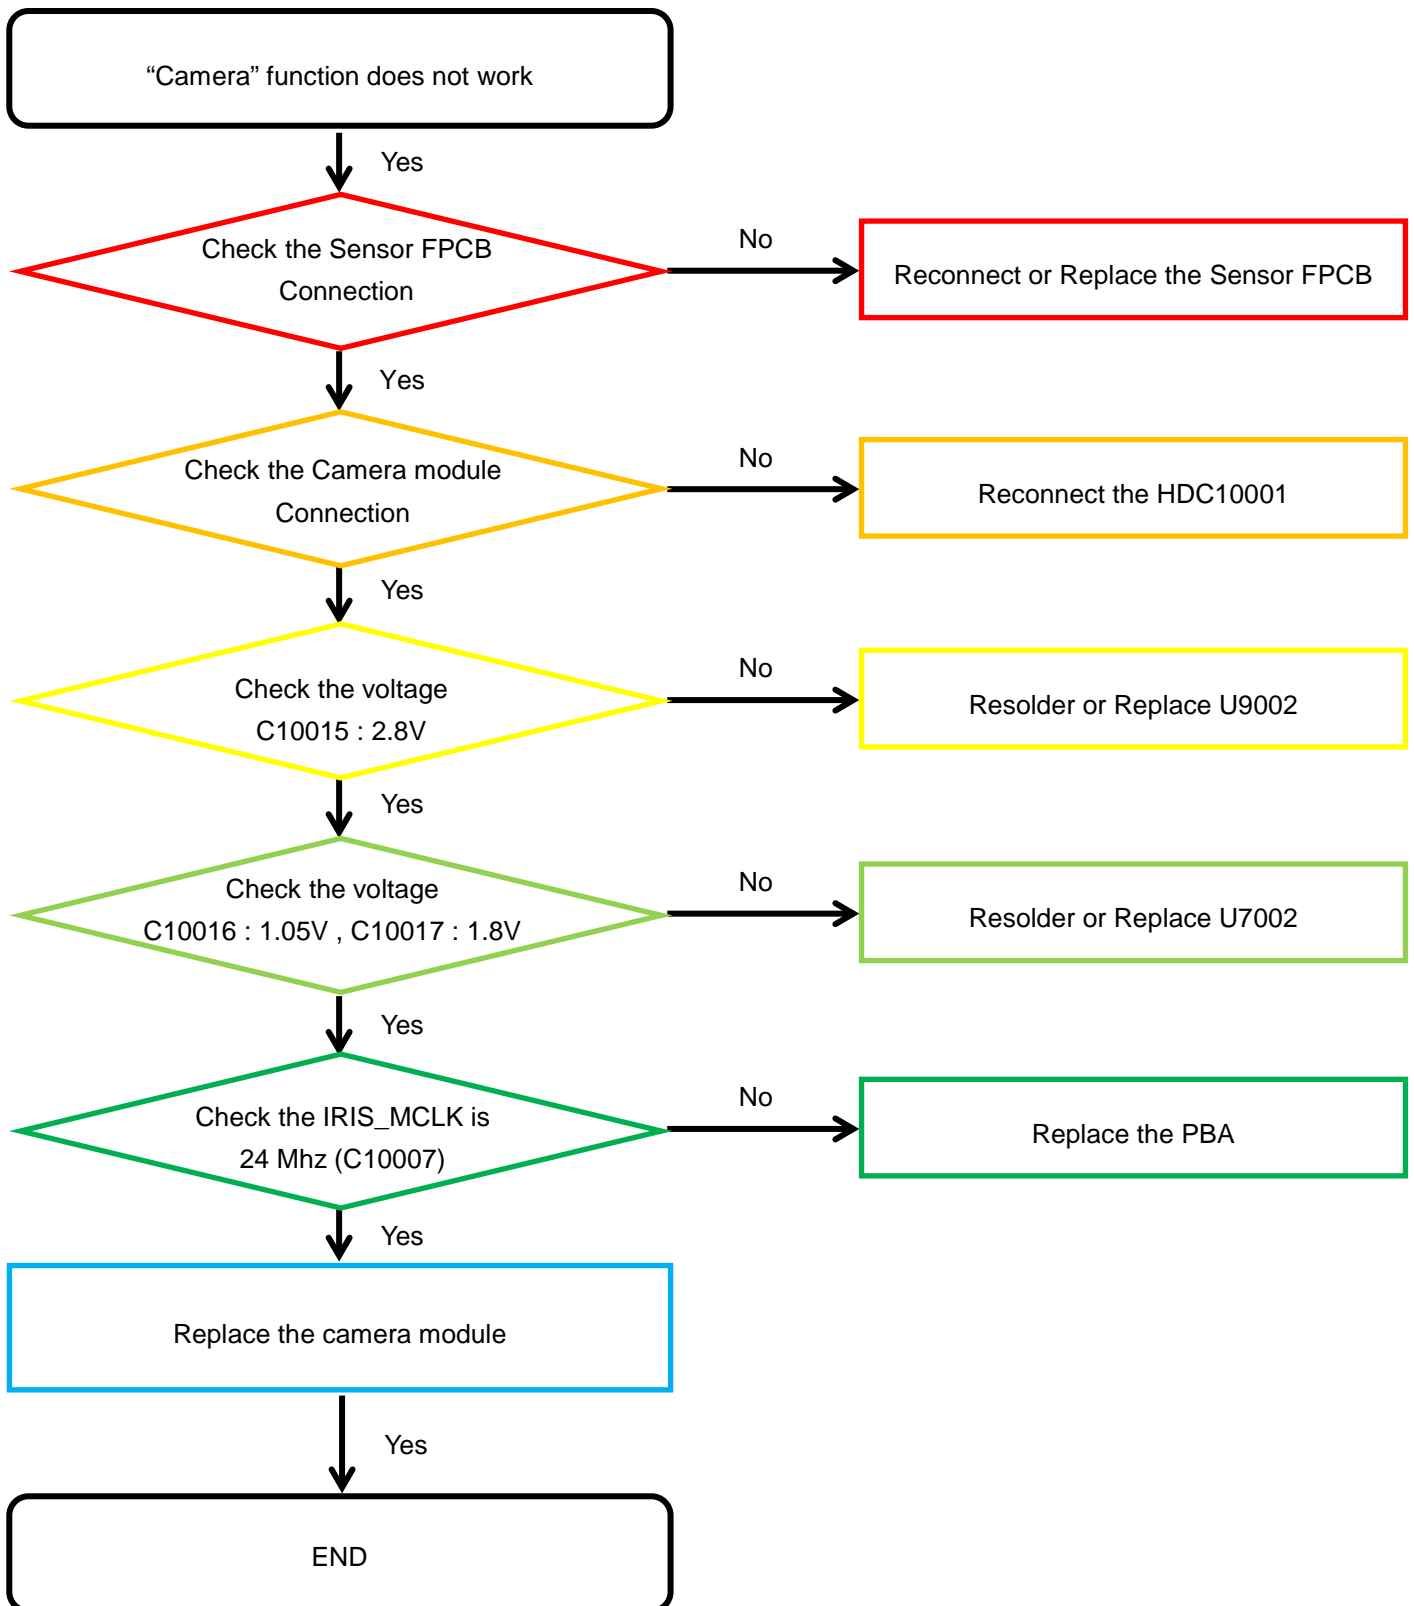 “Camera” function does not work
Yes
Check the Sensor FPCB
Connection
No
Reconnect or Replace the Sensor FPCB
Yes
Check the Camera module
Connection
No
Reconnect the HDC10001
Yes
Check the voltage
C10015 : 2.8V
No
Resolder or Replace U9002
Yes
Check the voltage
C10016 : 1.05V , C10017 : 1.8V
No
Resolder or Replace U7002
Yes
Check the IRIS_MCLK is
24 Mhz (C10007)
No
Replace the PBA
Yes
Replace the camera module
Yes
END